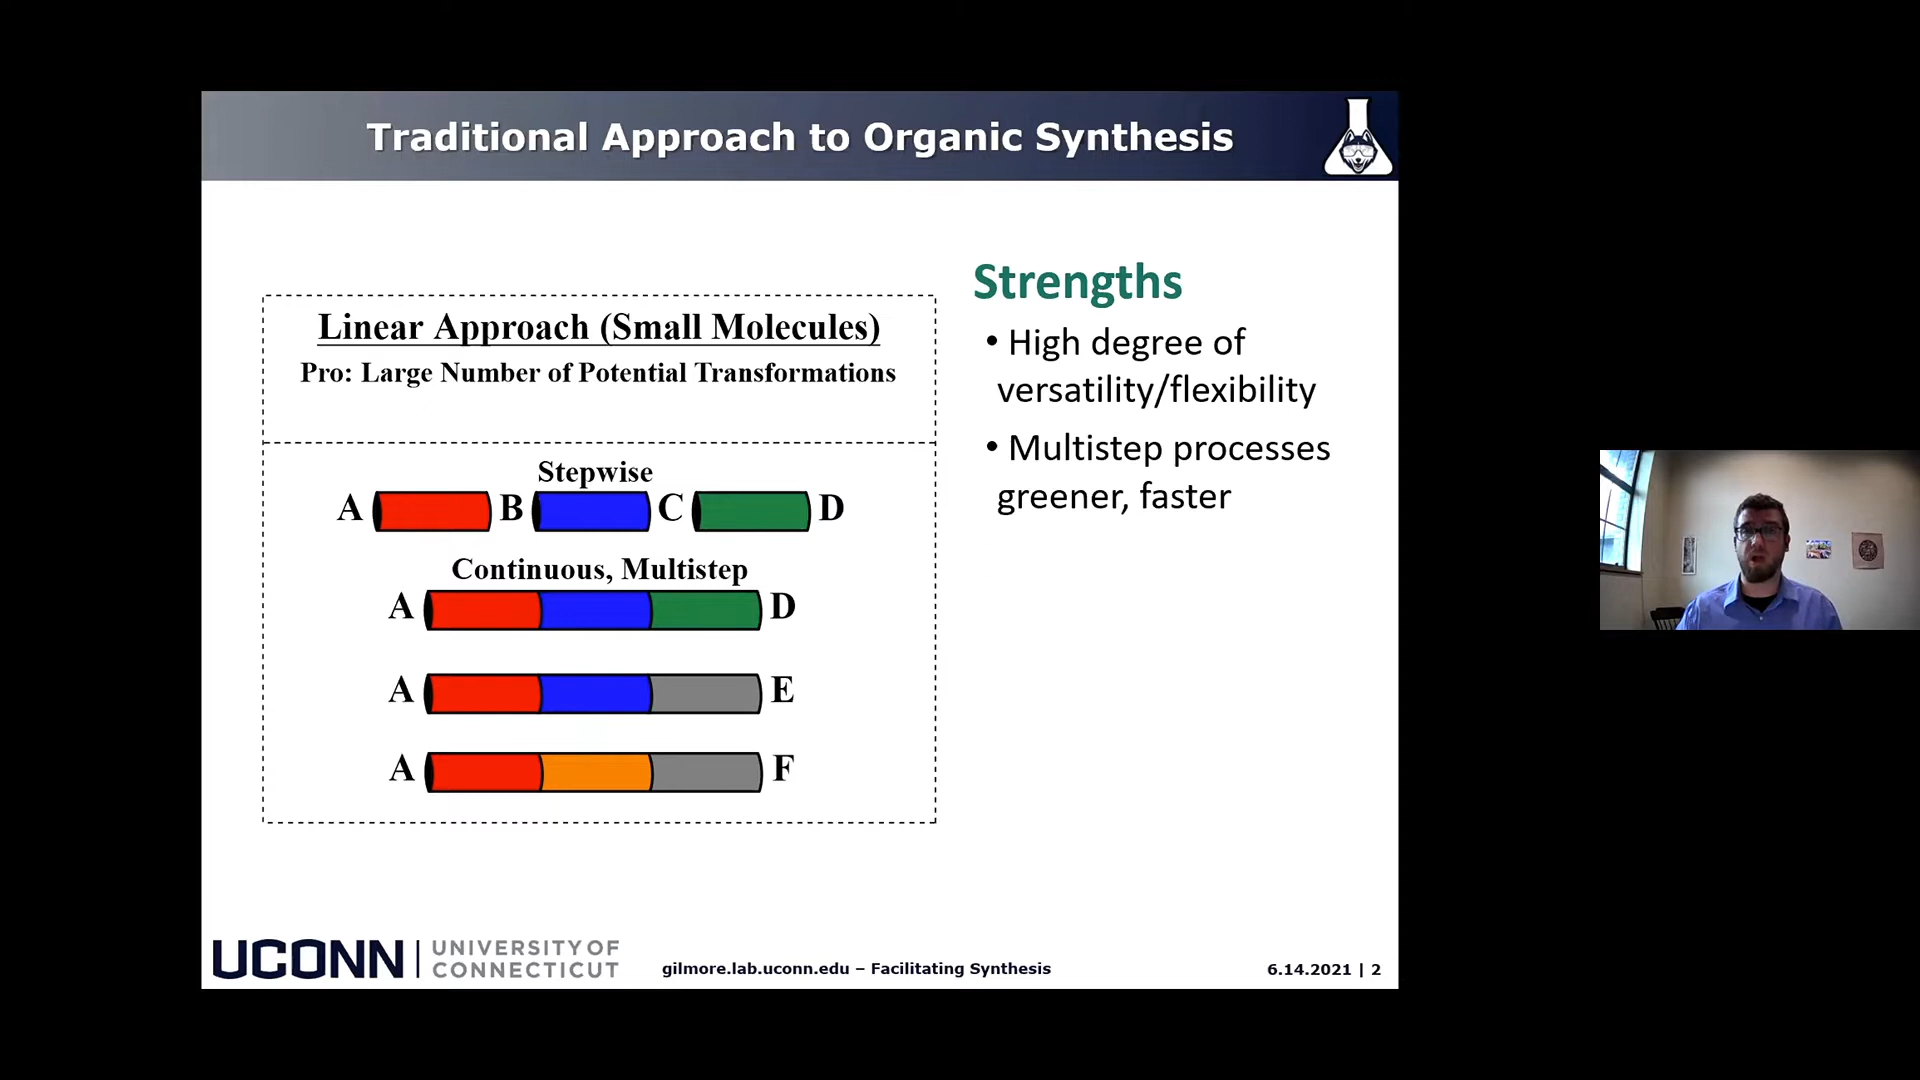 Traditional Approach to Organic Synthesis
Linear Approach (Small Molecules)
Pro: Large Number of Potential Transformations
Stepwise
A B C D
Continuous, Multistep
A D
A E
A F
Strengths
• High degree of
versatility/flexibility
• Multistep processes
greener, faster
UCONN UNIVERSITY OF
CONNECTICUT
gilmore.lab.uconn.edu – Facilitating Synthesis
6.14.2021 | 2